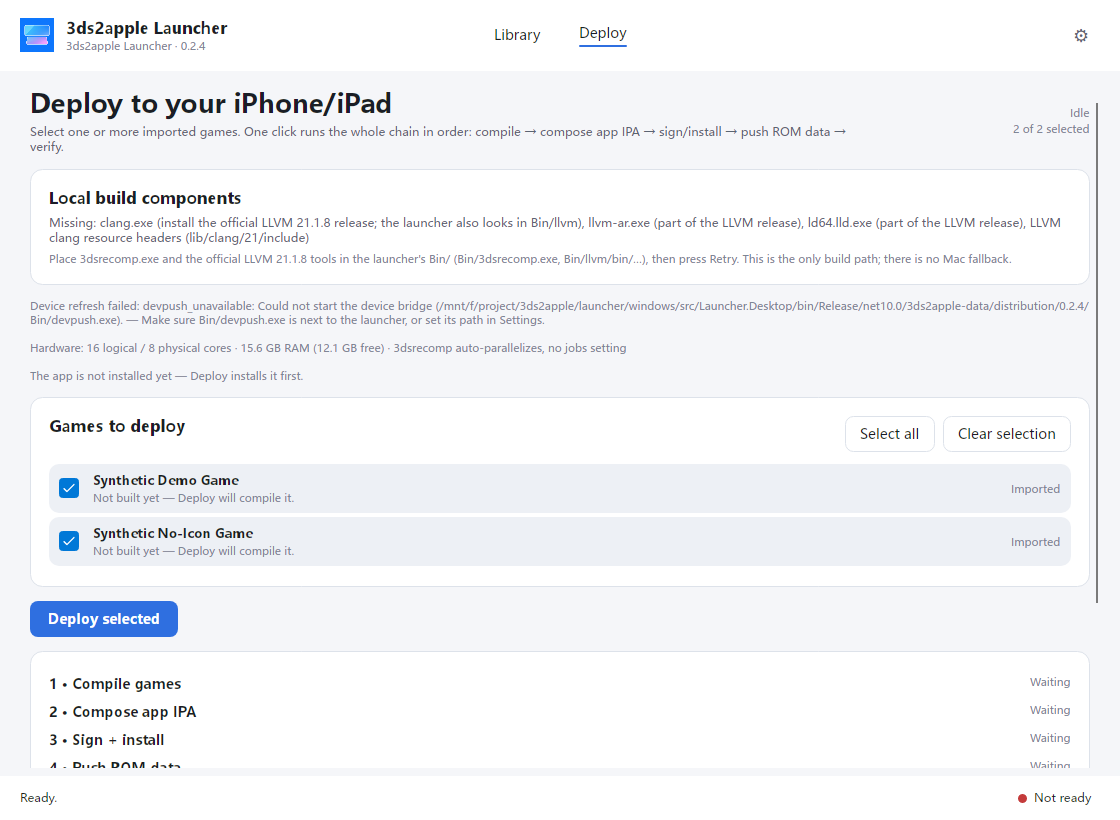 3ds2apple Launcher
3ds2apple Launcher · 0.2.4
Library
Deploy
Deploy to your iPhone/iPad
Select one or more imported games. One click runs the whole chain in order: compile → compose app IPA → sign/install → push ROM data →
verify.
Idle
2 of 2 selected
Local build components
Missing: clang.exe (install the official LLVM 21.1.8 release; the launcher also looks in Bin/llvm), llvm-ar.exe (part of the LLVM release), ld64.lld.exe (part of the LLVM release), LLVM
clang resource headers (lib/clang/21/include)
Place 3dsrecomp.exe and the official LLVM 21.1.8 tools in the launcher's Bin/ (Bin/3dsrecomp.exe, Bin/llvm/bin/...), then press Retry. This is the only build path; there is no Mac fallback.
Device refresh failed: devpush_unavailable: Could not start the device bridge (/mnt/f/project/3ds2apple/launcher/windows/src/Launcher.Desktop/bin/Release/net10.0/3ds2apple-data/distribution/0.2.4/
Bin/devpush.exe). — Make sure Bin/devpush.exe is next to the launcher, or set its path in Settings.
Hardware: 16 logical / 8 physical cores · 15.6 GB RAM (12.1 GB free) · 3dsrecomp auto-parallelizes, no jobs setting
The app is not installed yet — Deploy installs it first.
Games to deploy
Select all
Clear selection
Synthetic Demo Game
Not built yet — Deploy will compile it.
Imported
Synthetic No-Icon Game
Not built yet — Deploy will compile it.
Imported
Deploy selected
1 • Compile games
Waiting
2 • Compose app IPA
Waiting
3 • Sign + install
Waiting
4 • Push ROM data
Waiting
Ready.
Not ready